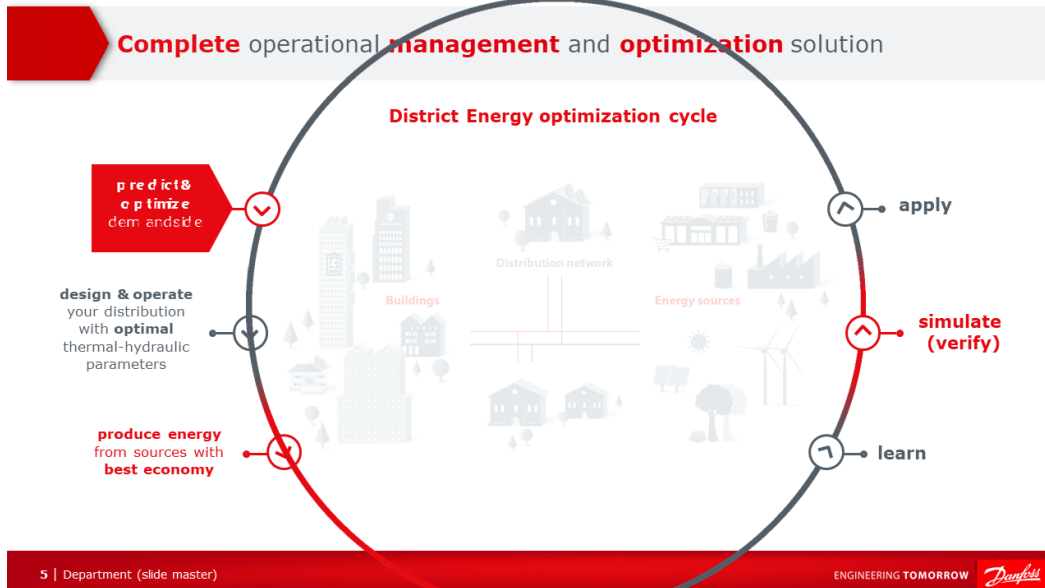 Complete operational management and optimization solution
District Energy optimization cycle
predict &
optimize
demand side
design & operate
your distribution
with optimal
thermal-hydraulic
parameters
produce energy
from sources with
best economy
Distribution network
Buildings
Energy sources
apply
simulate
(verify)
learn
5 | Department (slide master)
ENGINEERING TOMORROW
Danfoss